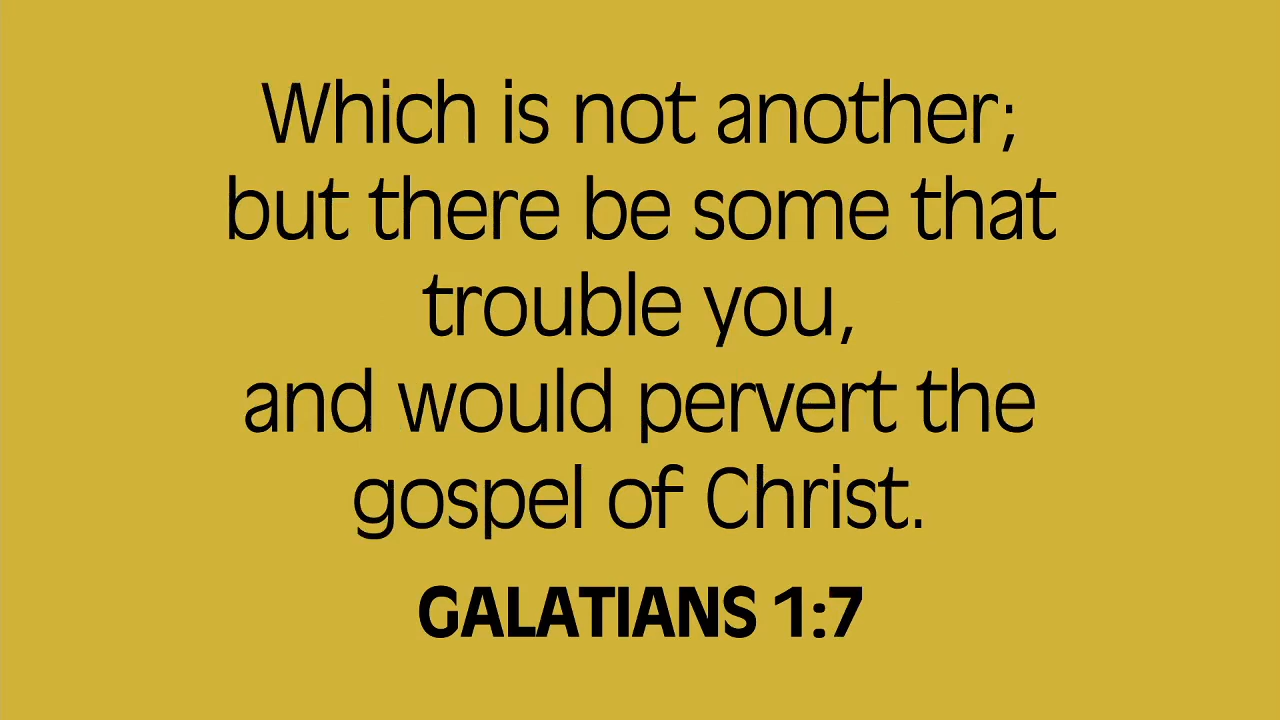 Which is not another;
but there be some that
trouble you,
and would pervert the
gospel of Christ.
GALATIANS 1:7